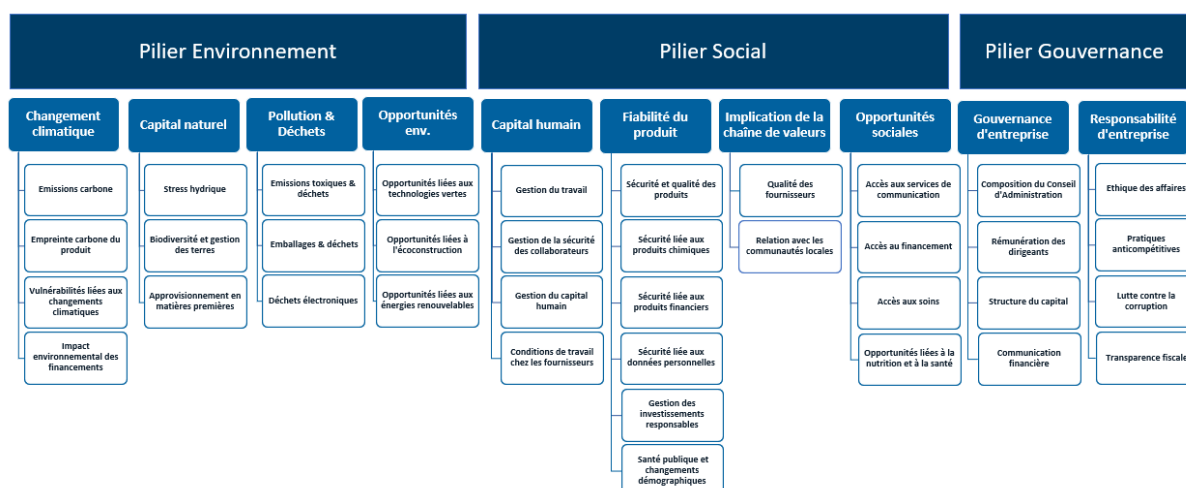 Pilier Environnement
Pilier Social
Pilier Gouvernance
Changement
climatique
Capital naturel
Pollution &
Déchets
Opportunités
env.
Capital humain
Fiabilité du
produit
Implication de la
chaîne de valeurs
Opportunités
sociales
Gouvernance
d'entreprise
Responsabilité
d'entreprise
Emissions carbone
Empreinte carbone du
produit
Vulnérabilités liées aux
changements
climatiques
Impact
environnemental des
financements
Stress hydrique
Biodiversité et gestion
des terres
Approvisionnement en
matières premières
Emissions toxiques &
déchets
Emballages & déchets
Déchets électroniques
Opportunités liées aux
technologies vertes
Opportunités liées à
l'écoconstruction
Opportunités liées aux
énergies renouvelables
Gestion du travail
Gestion de la sécurité
des collaborateurs
Gestion du capital
humain
Conditions de travail
chez les fournisseurs
Sécurité et qualité des
produits
Sécurité liée aux
produits chimiques
Sécurité liée aux
produits financiers
Sécurité liée aux
données personnelles
Gestion des
investissements
responsables
Santé publique et
changements
démographiques
Qualité des
fournisseurs
Relation avec les
communautés locales
Accès aux services de
communication
Accès au financement
Accès aux soins
Opportunités liées à la
nutrition et à la santé
Composition du Conseil
d'Administration
Rémunération des
dirigeants
Structure du capital
Communication
financière
Ethique des affaires
Pratiques
anticompétitives
Lutte contre la
corruption
Transparence fiscale